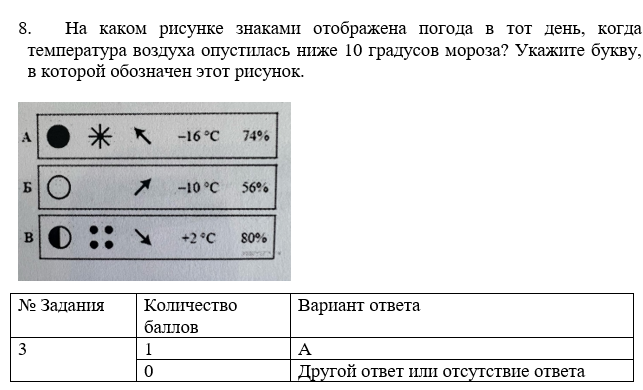 8. На каком рисунке знаками отображена погода в тот день, когда
температура воздуха опустилась ниже 10 градусов мороза? Укажите букву,
в которой обозначен этот рисунок.
А –16 °C 74%
Б –10 °C 56%
В +2 °C 80%
№ Задания Количество баллов Вариант ответа
3 1 А
0 Другой ответ или отсутствие ответа